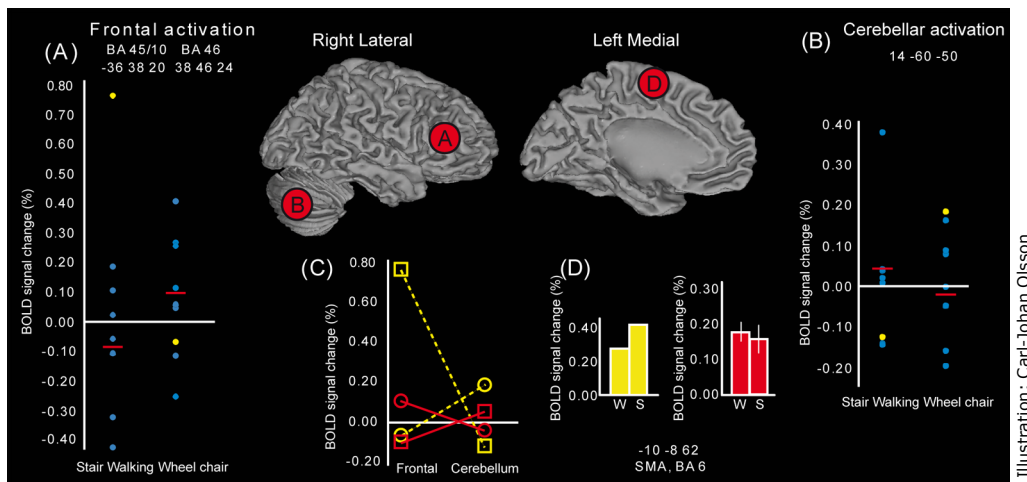 (A)
Frontal activation
BA 45/10 BA 46
-36 38 20 38 46 24
BOLD signal change (%)
0.80
0.70
0.60
0.50
0.40
0.30
0.20
0.10
0.00
-0.10
-0.20
-0.30
-0.40
Stair Walking Wheel chair
Right Lateral
A
B
Left Medial
D
(B)
Cerebellar activation
14 -60 -50
BOLD signal change (%)
0.40
0.30
0.20
0.10
0.00
-0.10
-0.20
Stair Walking Wheel chair
(C)
BOLD signal change (%)
0.80
0.60
0.40
0.20
0.00
-0.20
Frontal Cerebellum
(D)
BOLD signal change (%)
0.40
0.20
0.00
W S
BOLD signal change (%)
0.30
0.20
0.10
0.00
W S
-10 -8 62
SMA, BA 6
Illustration : Carl-Johan Olsson